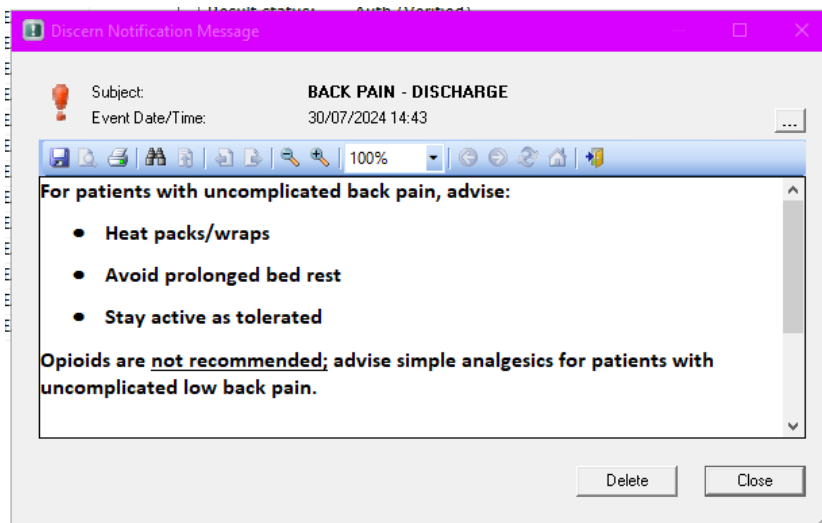 Discern Notification Message
Subject: BACK PAIN - DISCHARGE
Event Date/Time: 30/07/2024 14:43
...
100%
For patients with uncomplicated back pain, advise:
• Heat packs/wraps
• Avoid prolonged bed rest
• Stay active as tolerated
Opioids are not recommended; advise simple analgesics for patients with
uncomplicated low back pain.
Delete
Close